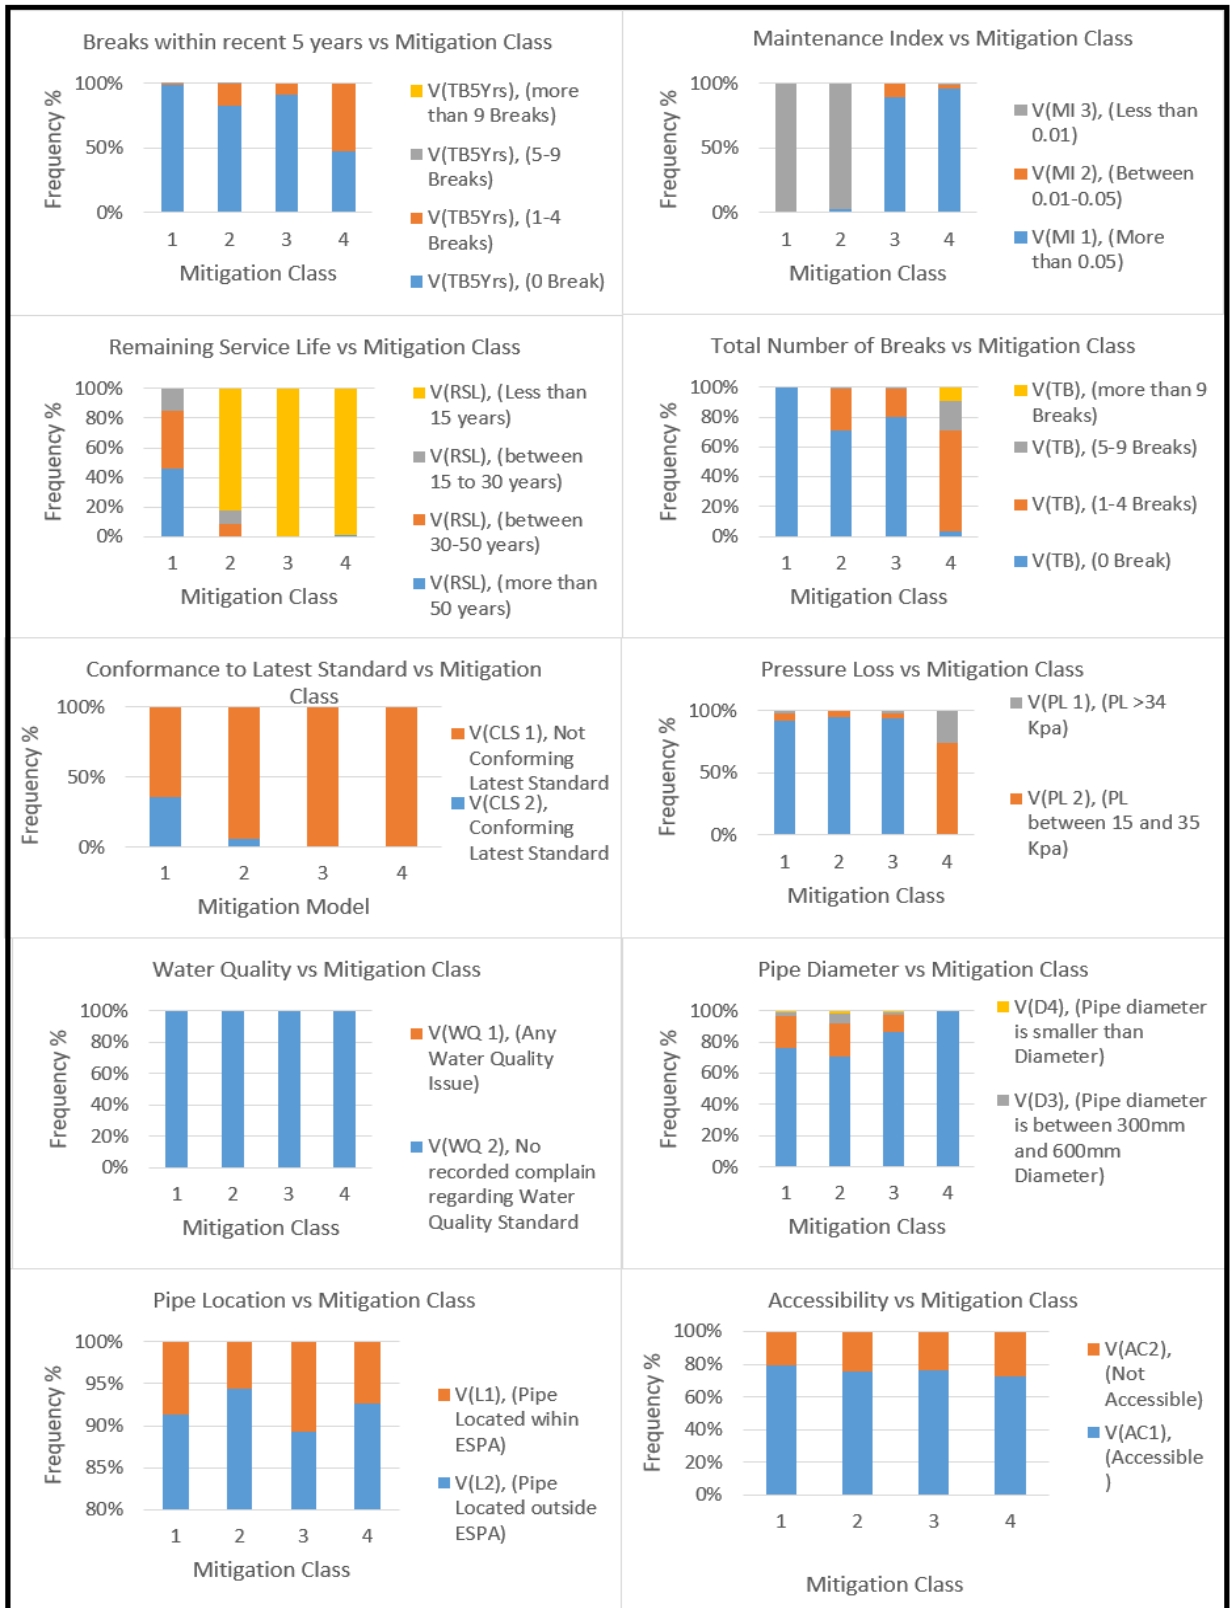 Breaks within recent 5 years vs Mitigation Class
Frequency %
100%
50%
0%
1 2 3 4
Mitigation Class
V(TB5Yrs), (more
than 9 Breaks)
V(TB5Yrs), (5-9
Breaks)
V(TB5Yrs), (1-4
Breaks)
V(TB5Yrs), (0 Break)
Maintenance Index vs Mitigation Class
Frequency %
100%
50%
0%
1 2 3 4
Mitigation Class
V(MI 3), (Less than
0.01)
V(MI 2), (Between
0.01-0.05)
V(MI 1), (More
than 0.05)
Remaining Service Life vs Mitigation Class
Frequency %
100%
80%
60%
40%
20%
0%
1 2 3 4
Mitigation Class
V(RSL), (Less than
15 years)
V(RSL), (between
15 to 30 years)
V(RSL), (between
30-50 years)
V(RSL), (more than
50 years)
Total Number of Breaks vs Mitigation Class
Frequency %
100%
80%
60%
40%
20%
0%
1 2 3 4
Mitigation Class
V(TB), (more than 9
Breaks)
V(TB), (5-9 Breaks)
V(TB), (1-4 Breaks)
V(TB), (0 Break)
Conformance to Latest Standard vs Mitigation
Class
Frequency %
100%
50%
0%
1 2 3 4
Mitigation Model
V(CLS 1), Not
Conforming
Latest Standard
V(CLS 2),
Conforming
Latest Standard
Pressure Loss vs Mitigation Class
Frequency %
100%
50%
0%
1 2 3 4
Mitigation Class
V(PL 1), (PL >34
Kpa)
V(PL 2), (PL
between 15 and 35
Kpa)
Water Quality vs Mitigation Class
Frequency %
100%
80%
60%
40%
20%
0%
1 2 3 4
Mitigation Class
V(WQ 1), (Any
Water Quality
Issue)
V(WQ 2), No
recorded complain
regarding Water
Quality Standard
Pipe Diameter vs Mitigation Class
Frequency %
100%
80%
60%
40%
20%
0%
1 2 3 4
Mitigation Class
V(D4), (Pipe diameter
is smaller than
Diameter)
V(D3), (Pipe diameter
is between 300mm
and 600mm
Diameter)
Pipe Location vs Mitigation Class
Frequency %
100%
95%
90%
85%
80%
1 2 3 4
Mitigation Class
V(L1), (Pipe
Located wihin
ESPA)
V(L2), (Pipe
Located outside
ESPA)
Accessibility vs Mitigation Class
Frequency %
100%
80%
60%
40%
20%
0%
1 2 3 4
Mitigation Class
V(AC2),
(Not
Accessible)
V(AC1),
(Accessible
)